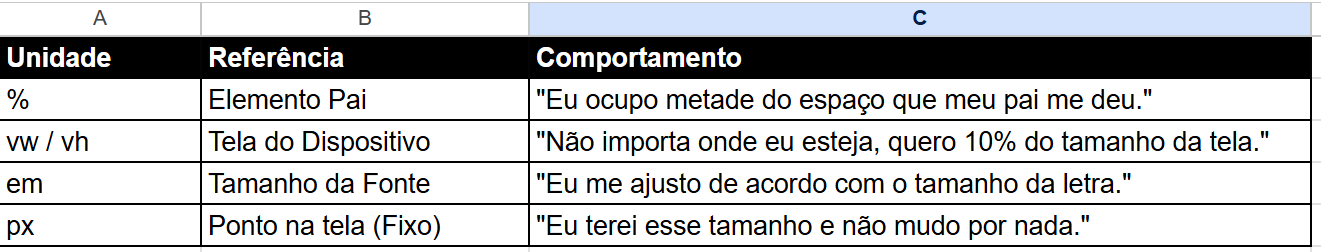 A B C
Unidade Referência Comportamento
% Elemento Pai "Eu ocupo metade do espaço que meu pai me deu."
vw / vh Tela do Dispositivo "Não importa onde eu esteja, quero 10% do tamanho da tela."
em Tamanho da Fonte "Eu me ajusto de acordo com o tamanho da letra."
px Ponto na tela (Fixo) "Eu terei esse tamanho e não mudo por nada."